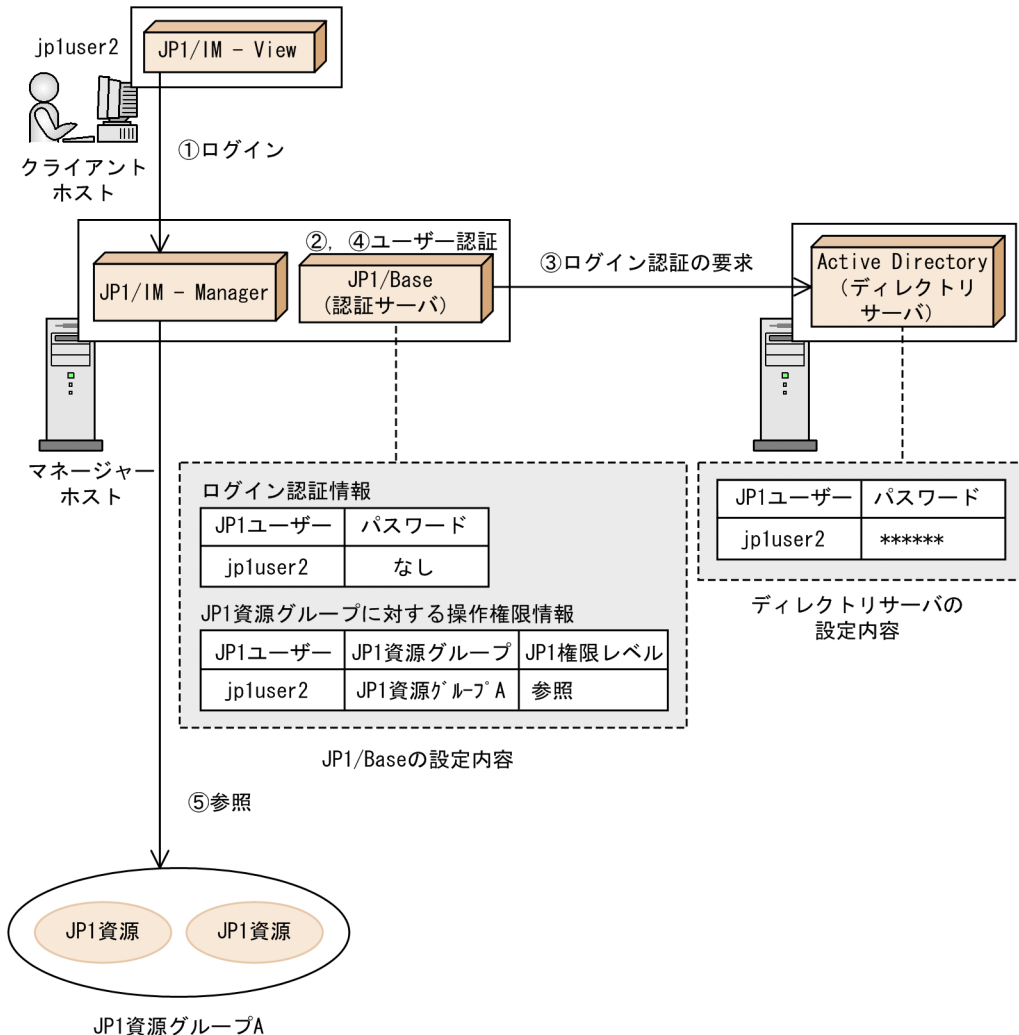 jp1user2
JP1/IM － View
クライアント
ホスト
①ログイン
②，④ユーザー認証
JP1/IM － Manager
JP1/Base
（認証サーバ）
③ログイン認証の要求
Active Directory
（ディレクトリ
サーバ）
マネージャー
ホスト
ログイン認証情報
JP1ユーザー パスワード
jp1user2 なし
JP1資源グループに対する操作権限情報
JP1ユーザー JP1資源グループ JP1権限レベル
jp1user2 JP1資源ｸﾞﾙｰﾌﾟA 参照
JP1/Baseの設定内容
JP1ユーザー パスワード
jp1user2 ******
ディレクトリサーバの
設定内容
⑤参照
JP1資源 JP1資源
JP1資源グループA